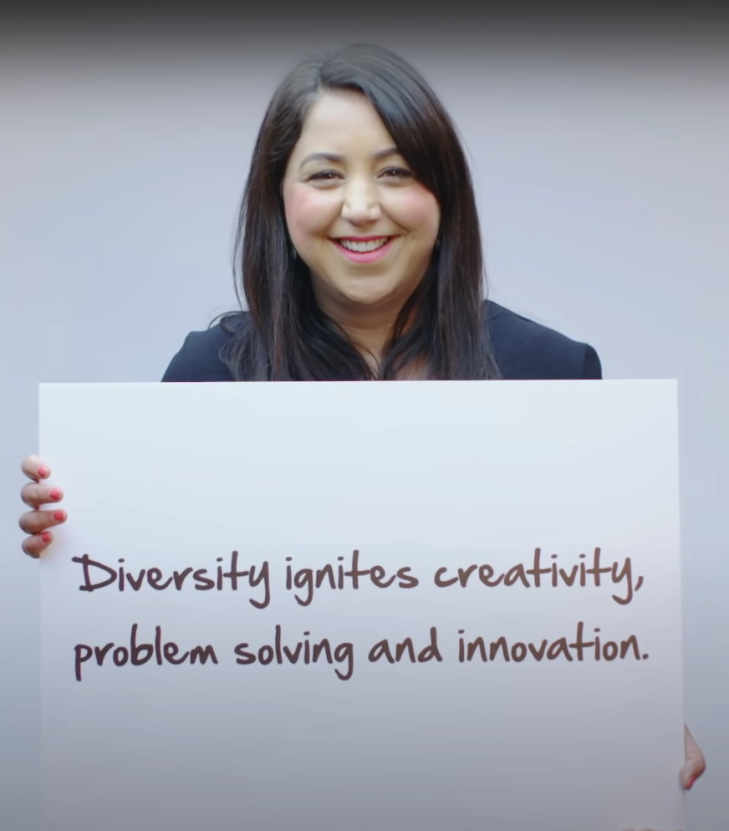 Diversity ignites creativity,
problem solving and innovation.